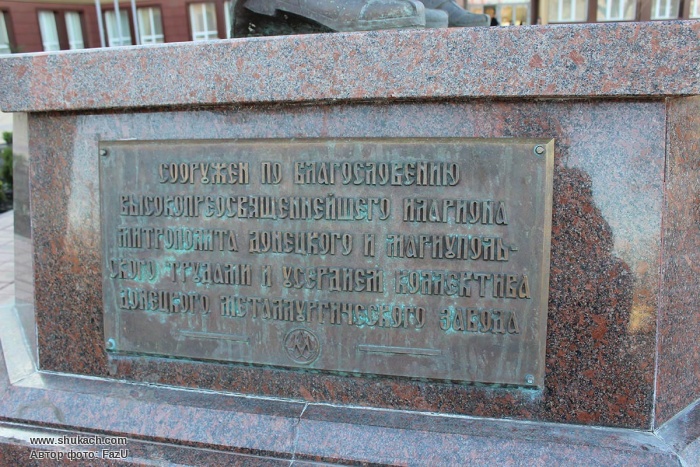 СООРУЖЕН ПО БЛАГОСЛОВЕНИЮ
ВЫСОКОПРЕОСВЯЩЕННЕЙШЕГО ИЛАРИОНА
МИТРОПОЛИТА ДОНЕЦКОГО И МАРИУПОЛЬ-
СКОГО ТРУДАМИ И УСЕРДИЕМ КОЛЛЕКТИВА
ДОНЕЦКОГО МЕТАЛЛУРГИЧЕСКОГО ЗАВОДА
www.shukach.com
Автор фото: FazU